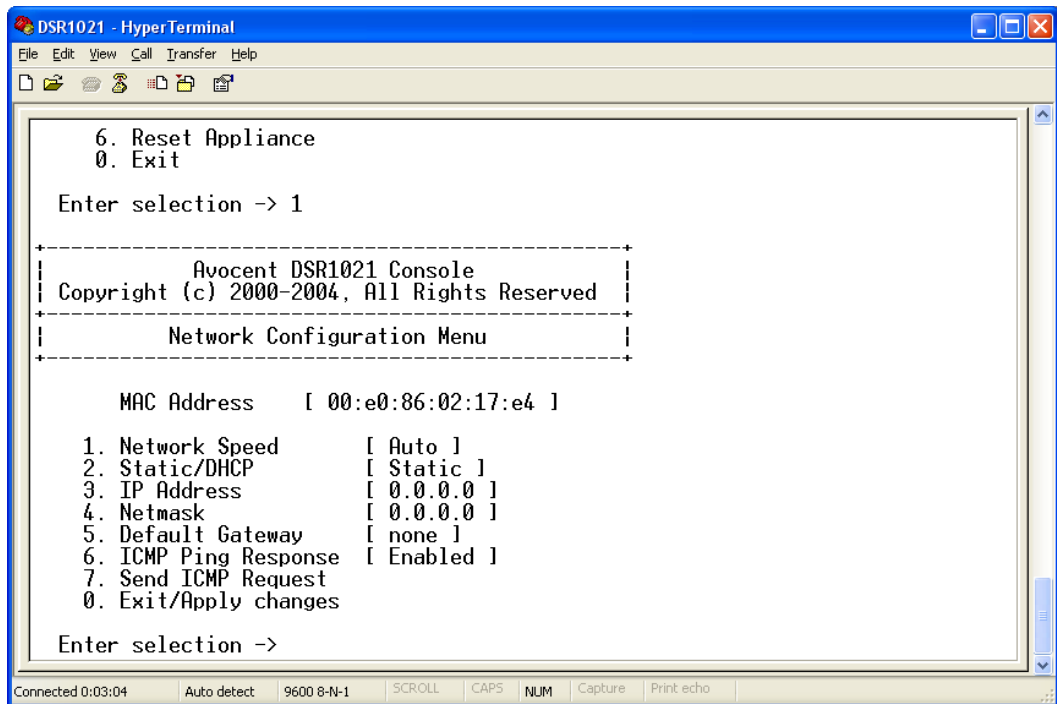 DSR1021 - HyperTerminal
File Edit View Call Transfer Help
6. Reset Appliance
0. Exit
Enter selection -> 1
+-----------------------------------------------+
| Avocent DSR1021 Console |
| Copyright (c) 2000-2004, All Rights Reserved |
+-----------------------------------------------+
| Network Configuration Menu |
+-----------------------------------------------+
MAC Address [ 00:e0:86:02:17:e4 ]
1. Network Speed [ Auto ]
2. Static/DHCP [ Static ]
3. IP Address [ 0.0.0.0 ]
4. Netmask [ 0.0.0.0 ]
5. Default Gateway [ none ]
6. ICMP Ping Response [ Enabled ]
7. Send ICMP Request
0. Exit/Apply changes
Enter selection ->
Connected 0:03:04 Auto detect 9600 8-N-1 SCROLL CAPS NUM Capture Print echo